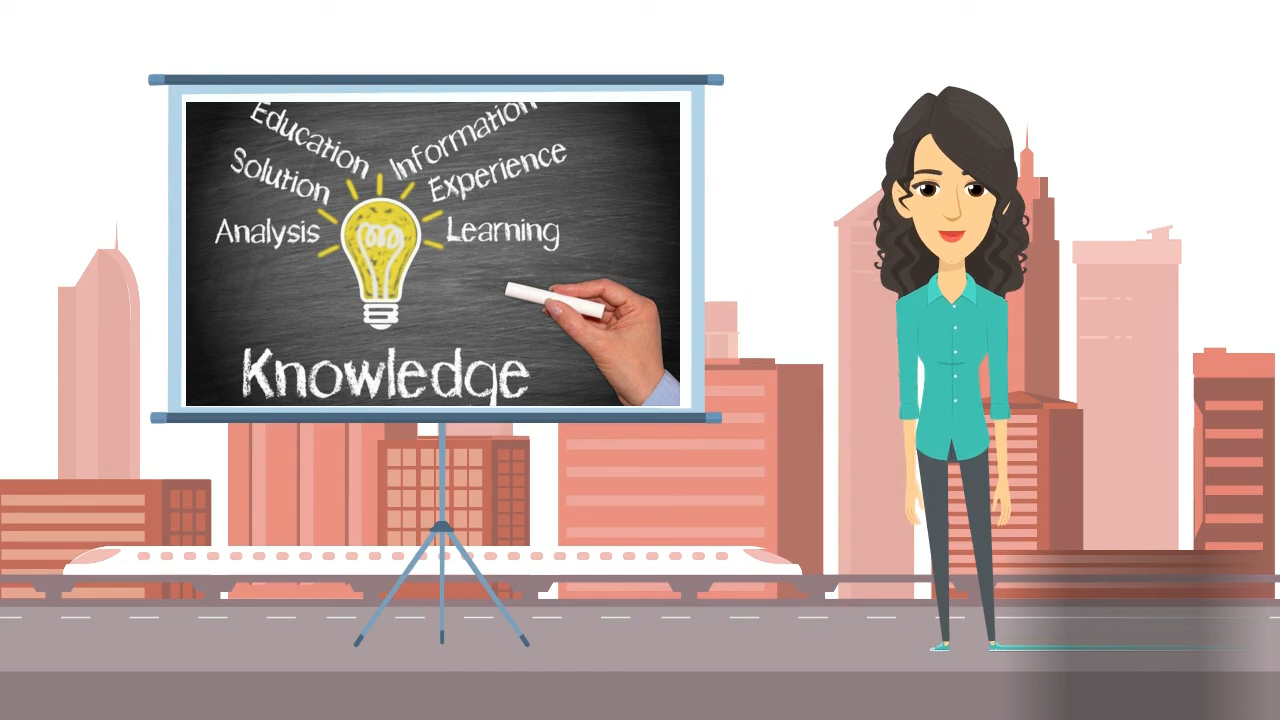 Education
Information
Solution
Experience
Analysis
Learning
Knowledge